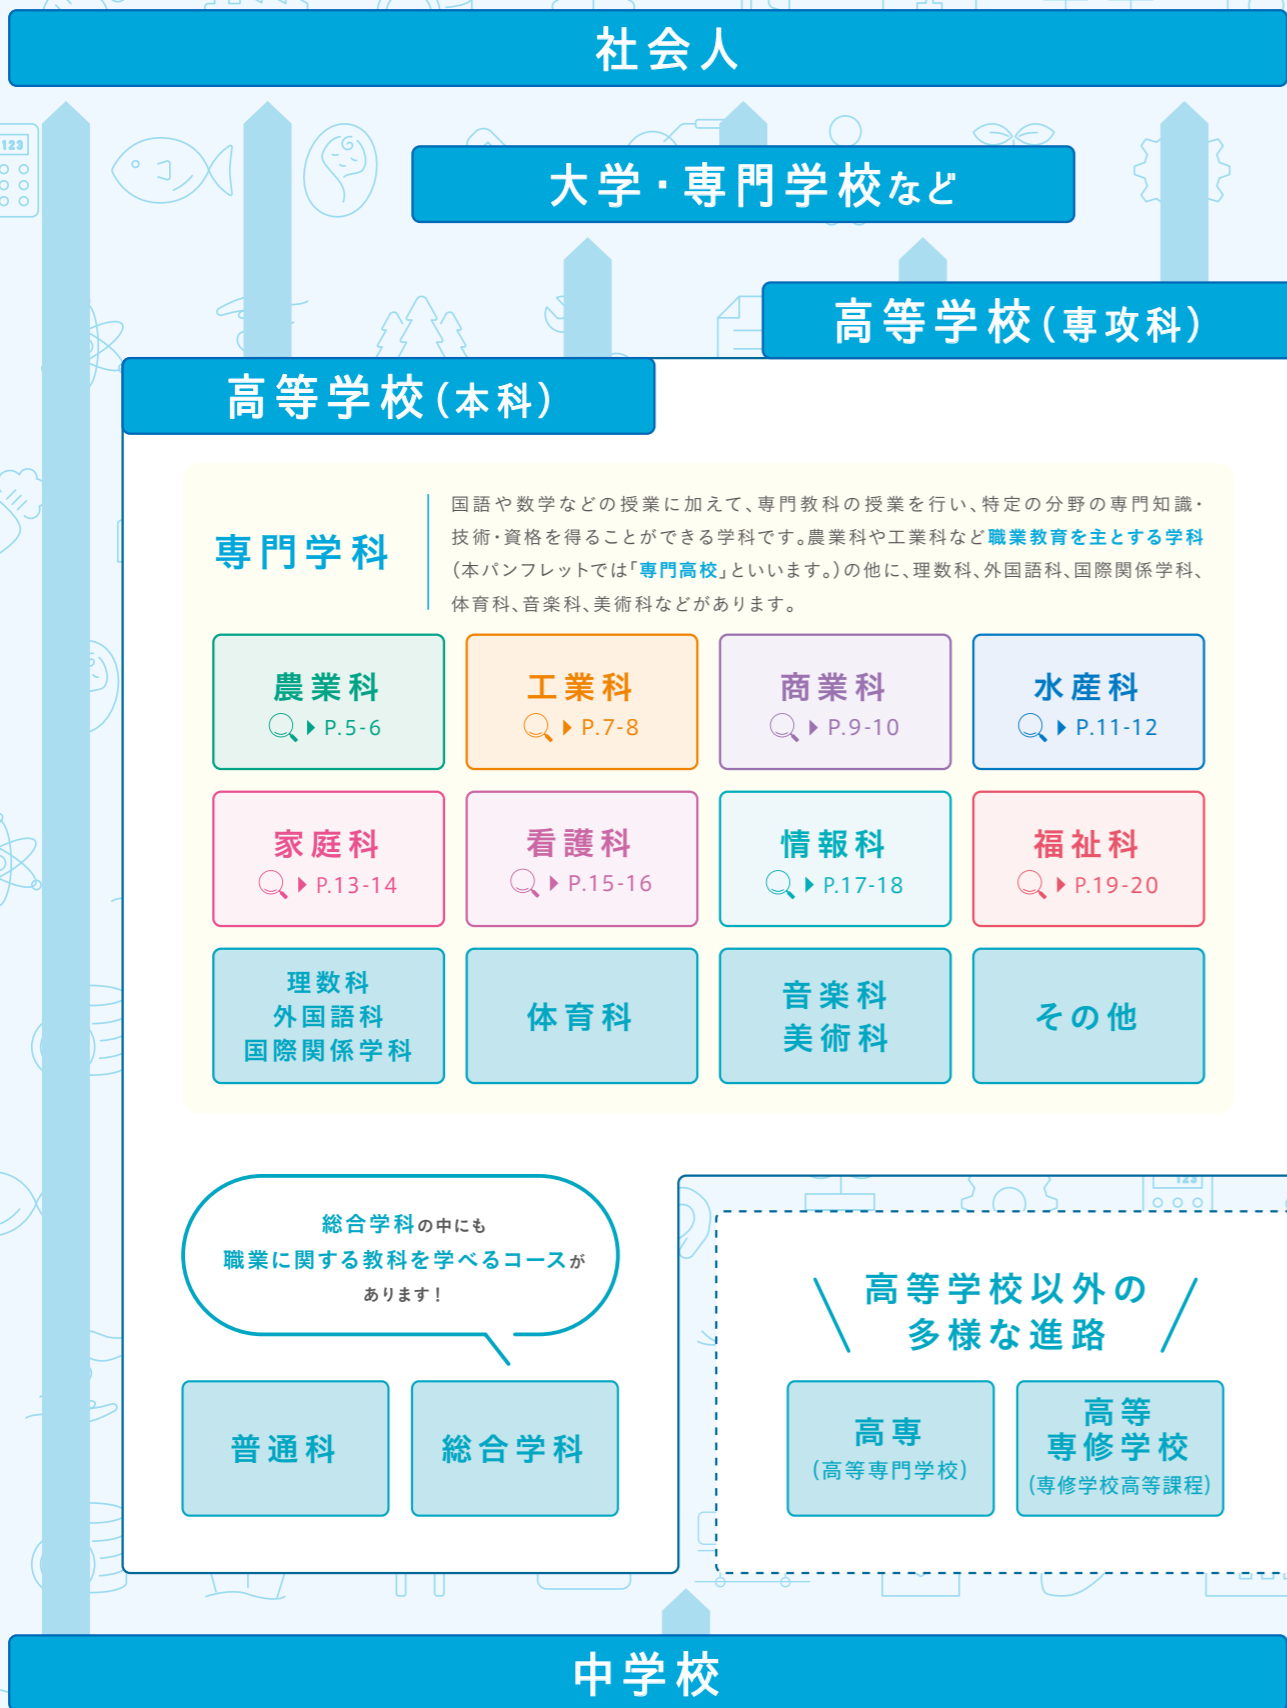 社会人
123
大学・専門学校など
高等学校（専攻科）
高等学校（本科）
専門学科
国語や数学などの授業に加えて、専門教科の授業を行い、特定の分野の専門知識・
技術・資格を得ることができる学科です。農業科や工業科など職業教育を主とする学科
（本パンフレットでは「専門高校」といいます。）の他に、理数科、外国語科、国際関係学科、
体育科、音楽科、美術科などがあります。
農業科
P.5-6
工業科
P.7-8
商業科
P.9-10
水産科
P.11-12
家庭科
P.13-14
看護科
P.15-16
情報科
P.17-18
福祉科
P.19-20
理数科
外国語科
国際関係学科
体育科
音楽科
美術科
その他
総合学科の中にも
職業に関する教科を学べるコースが
あります！
普通科
総合学科
123
高等学校以外の
多様な進路
高専
（高等専門学校）
高等
専修学校
（専修学校高等課程）
中学校